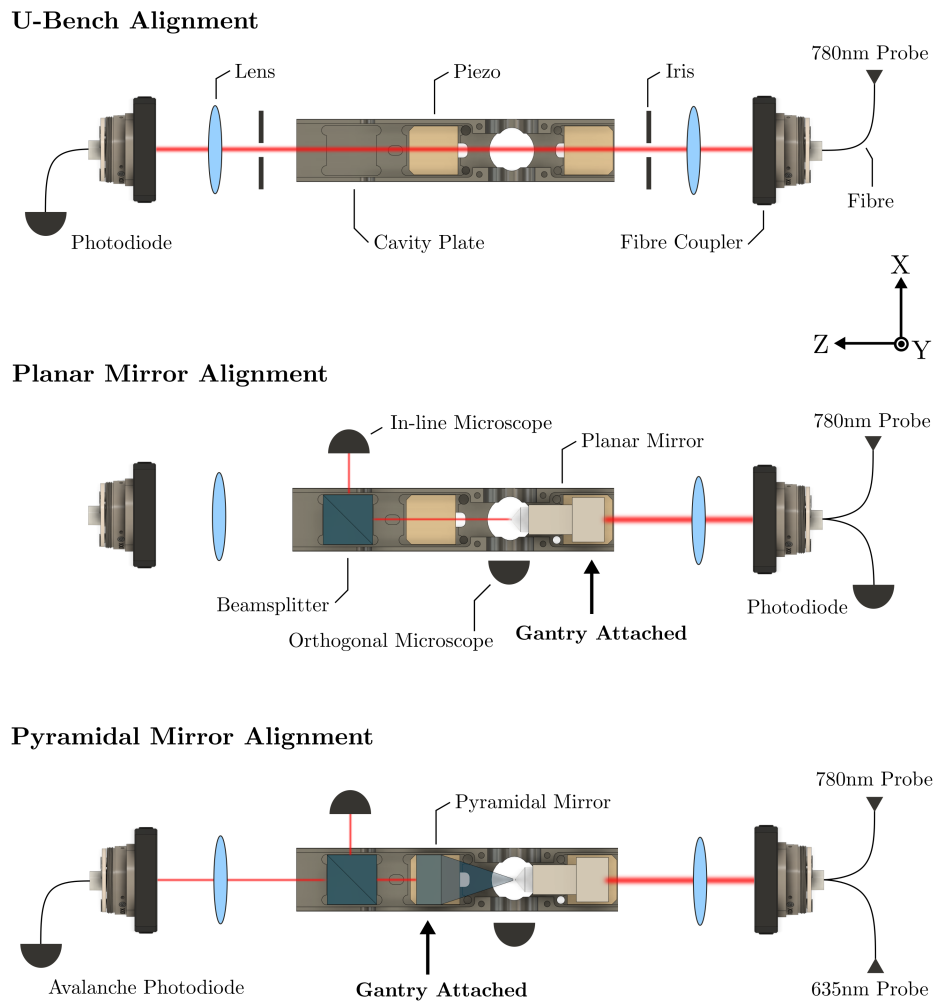 U-Bench Alignment
780nm Probe
Lens
Piezo
Iris
Fibre
Photodiode
Cavity Plate
Fibre Coupler
X
Z
Y
Planar Mirror Alignment
780nm Probe
In-line Microscope
Planar Mirror
Beamsplitter
Photodiode
Orthogonal Microscope
Gantry Attached
Pyramidal Mirror Alignment
780nm Probe
Pyramidal Mirror
Avalanche Photodiode
Gantry Attached
635nm Probe